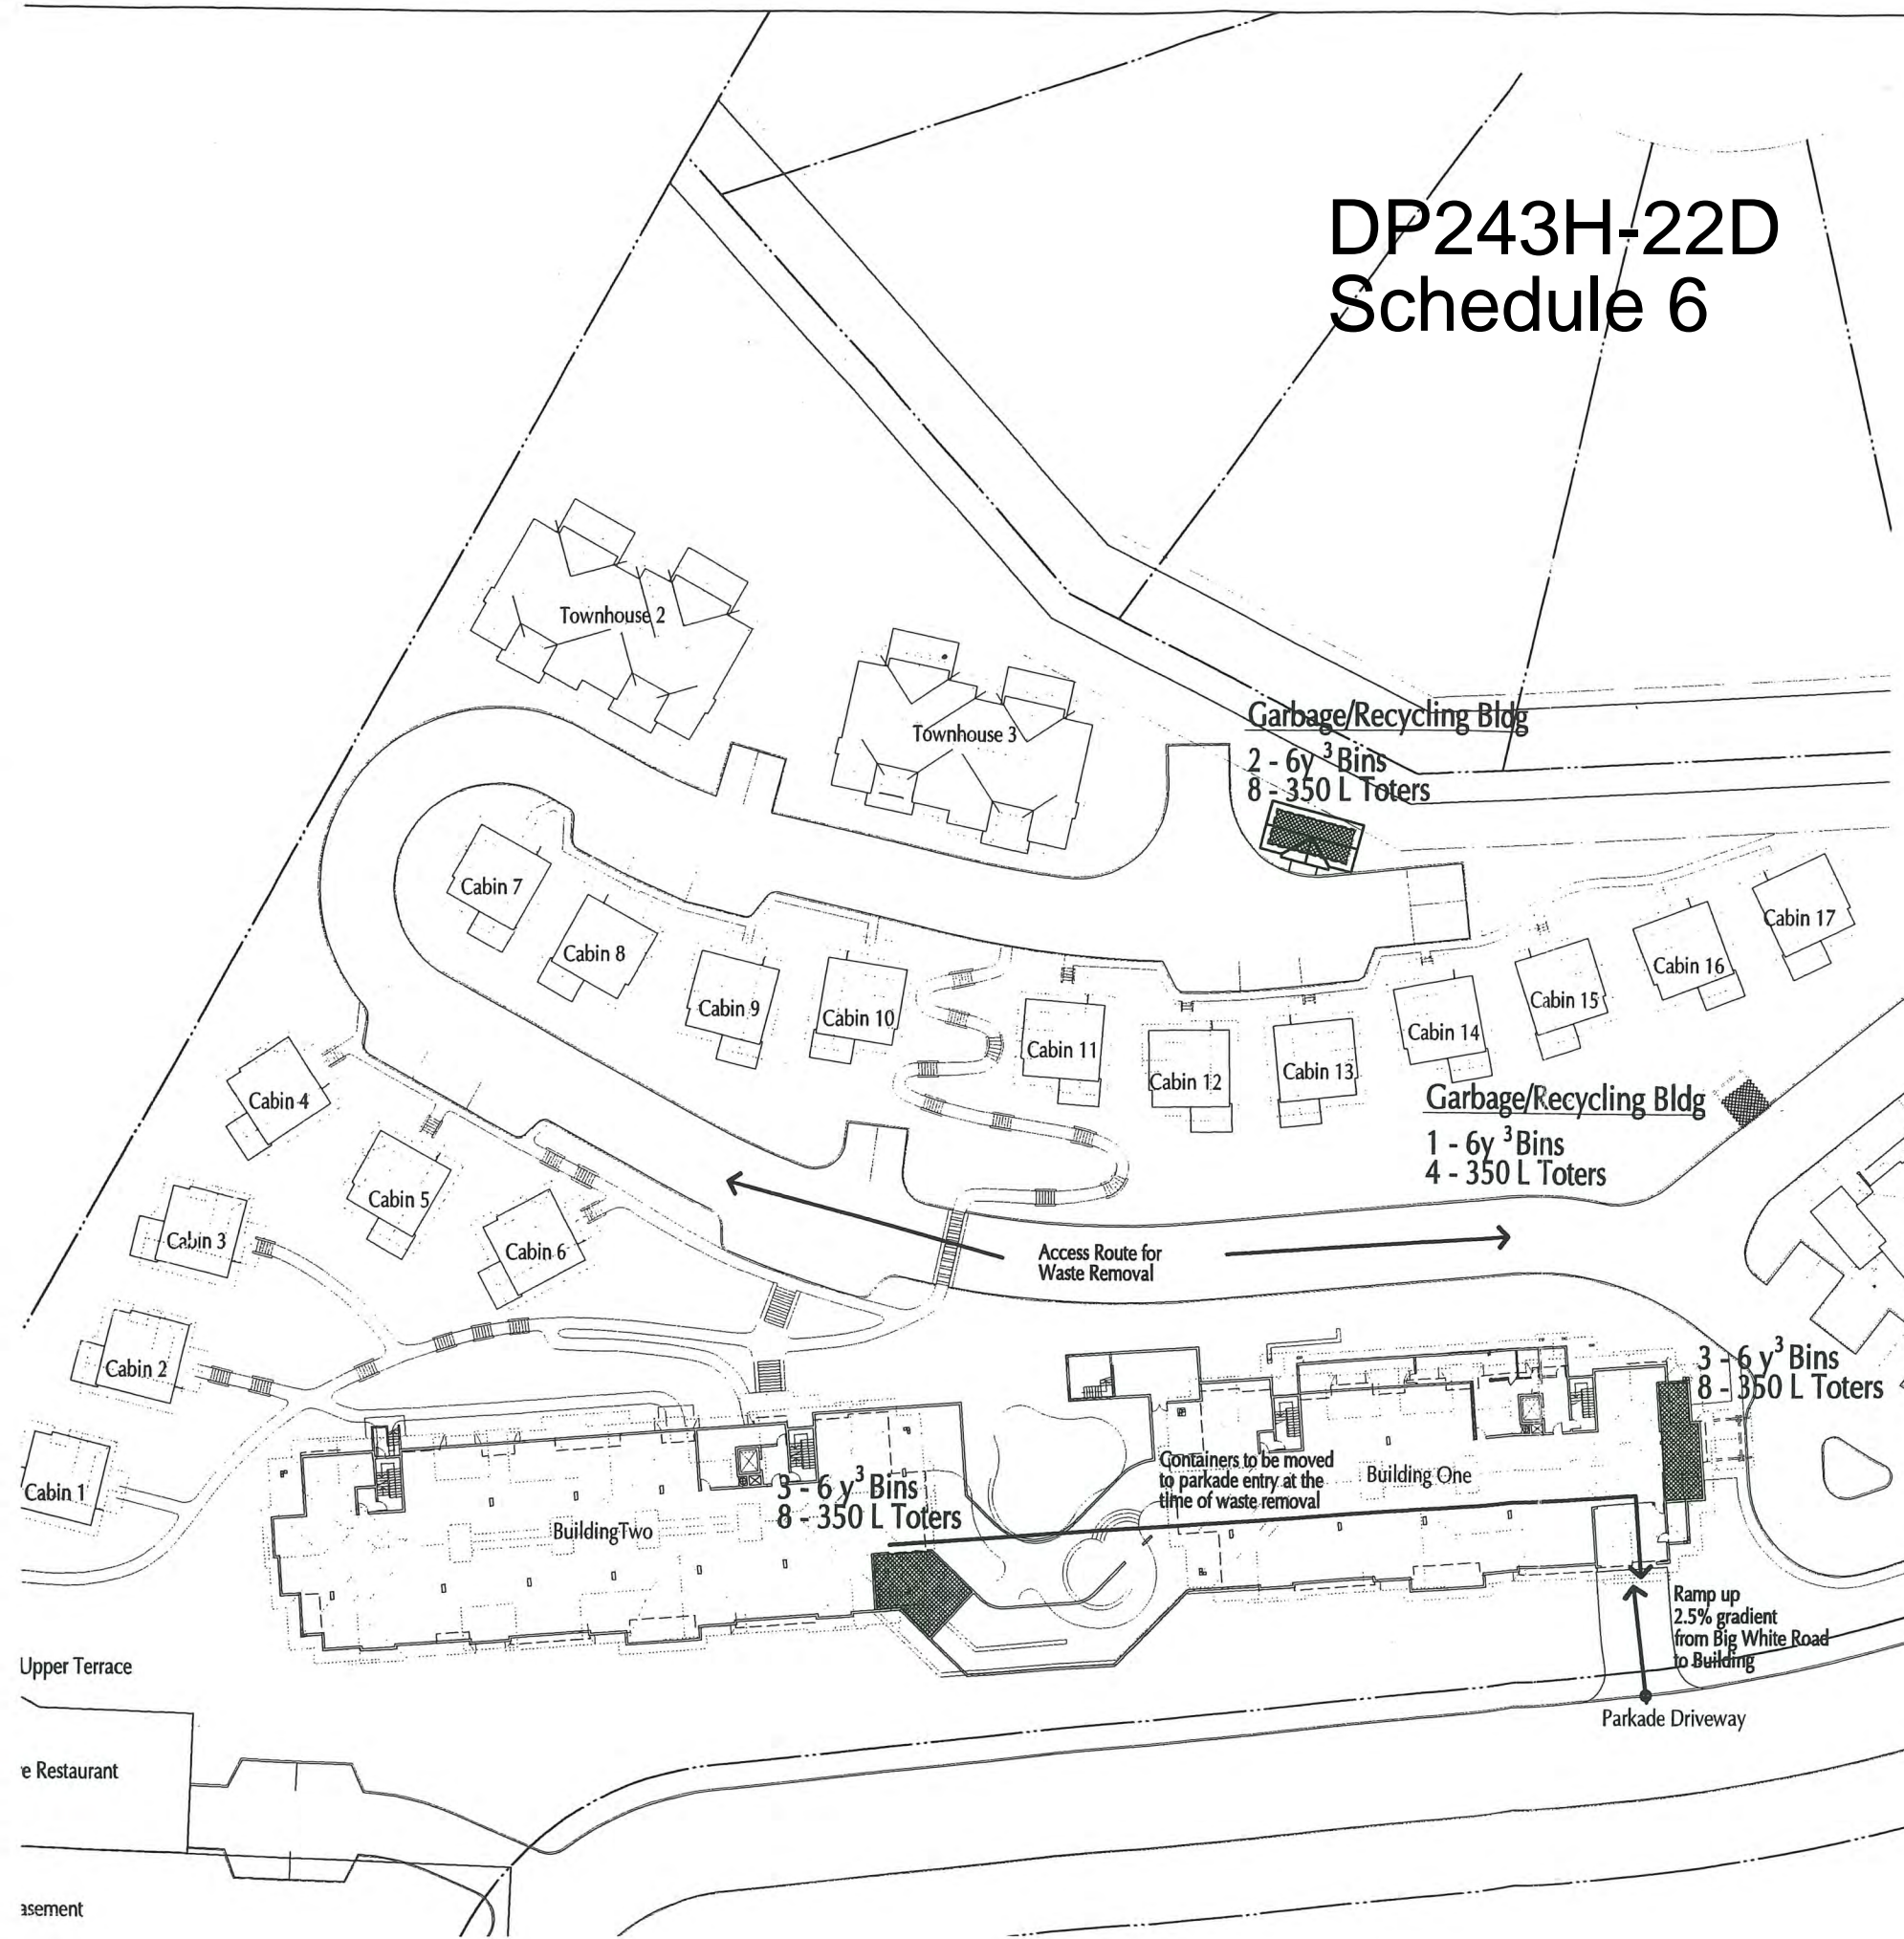 DP243H-22D
Schedule 6
Townhouse 2
Townhouse 3
Garbage/Recycling Bldg
2 - 6y ³ Bins
8 - 350 L Toters
Cabin 7
Cabin 8
Cabin 9
Cabin 10
Cabin 11
Cabin 12
Cabin 13
Cabin 14
Cabin 15
Cabin 16
Cabin 17
Garbage/Recycling Bldg
1 - 6y ³ Bins
4 - 350 L Toters
Cabin 4
Cabin 5
Cabin 3
Cabin 6
Access Route for
Waste Removal
Cabin 2
Cabin 1
3 - 6 y³ Bins
8 - 350 L Toters
Containers to be moved
to parkade entry at the
time of waste removal
Building One
3 - 6 y³ Bins
8 - 350 L Toters
BuildingTwo
Ramp up
2.5% gradient
from Big White Road
to Building
Parkade Driveway
Upper Terrace
e Restaurant
asement